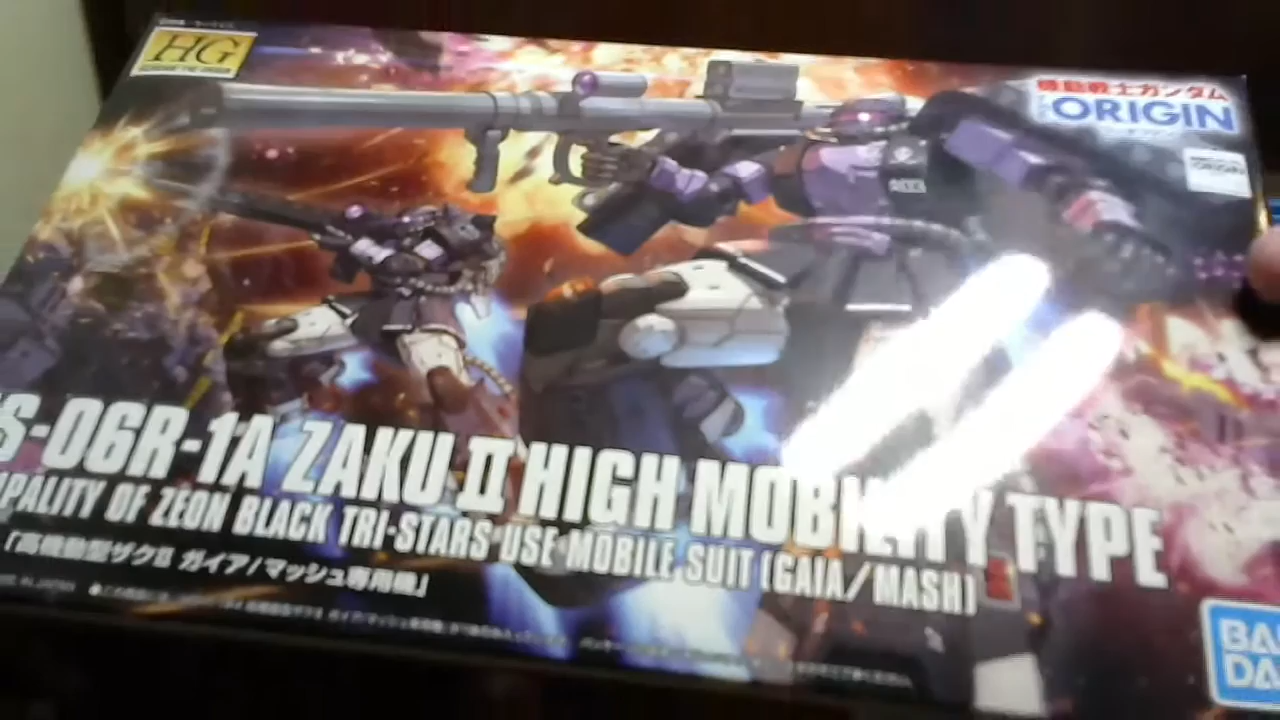 HG
機動戦士ガンダム
THE ORIGIN
S-06R-1A ZAKU II HIGH MOBILITY TYPE
PALITY OF ZEON BLACK TRI-STARS USE MOBILE SUIT (GAIA/MASH)
「高機動型ザクII ガイア/マッシュ専用機」
BAN
DA